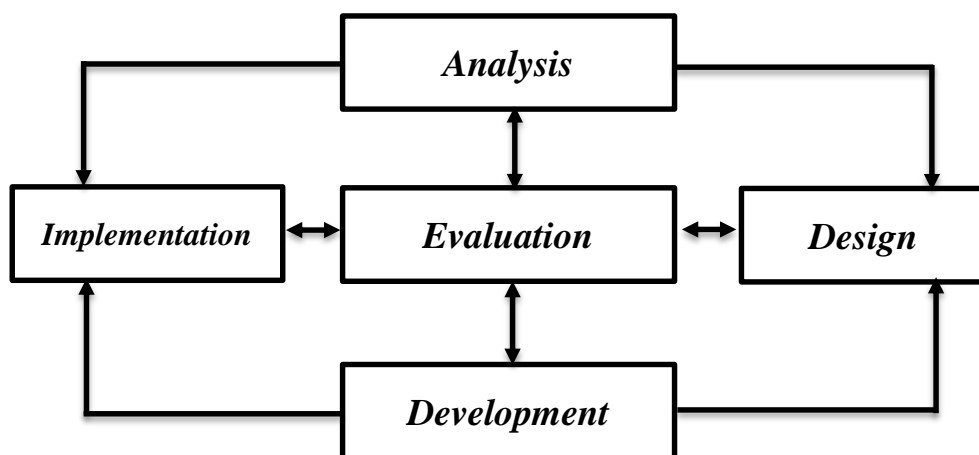 Analysis
Implementation
Evaluation
Design
Development